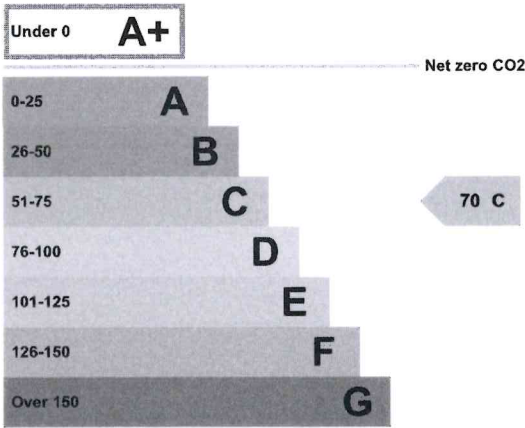 Under 0 A+
Net zero CO2
0-25 A
26-50 B
51-75 C
70 C
76-100 D
101-125 E
126-150 F
Over 150 G